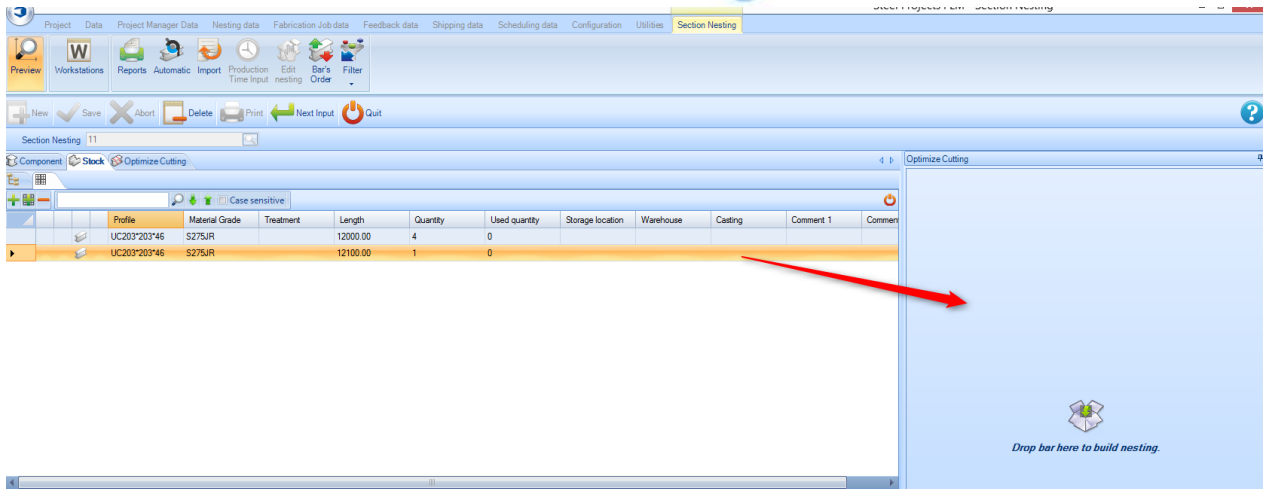 Steel Projects PLM - Section Nesting
Project Data Project Manager Data Nesting data Fabrication Job data Feedback data Shipping data Scheduling data Configuration Utilities Section Nesting
W
Preview Workstations Reports Automatic Import Production Time Input Edit nesting Bar's Order Filter
New Save Abort Delete Print Next Input Quit ?
Section Nesting 11
Component Stock Optimize Cutting Optimize Cutting
Case sensitive
Profile Material Grade Treatment Length Quantity Used quantity Storage location Warehouse Casting Comment 1 Commen
UC203*203*46 S275JR 12000.00 4 0
UC203*203*46 S275JR 12100.00 1 0
Drop bar here to build nesting.